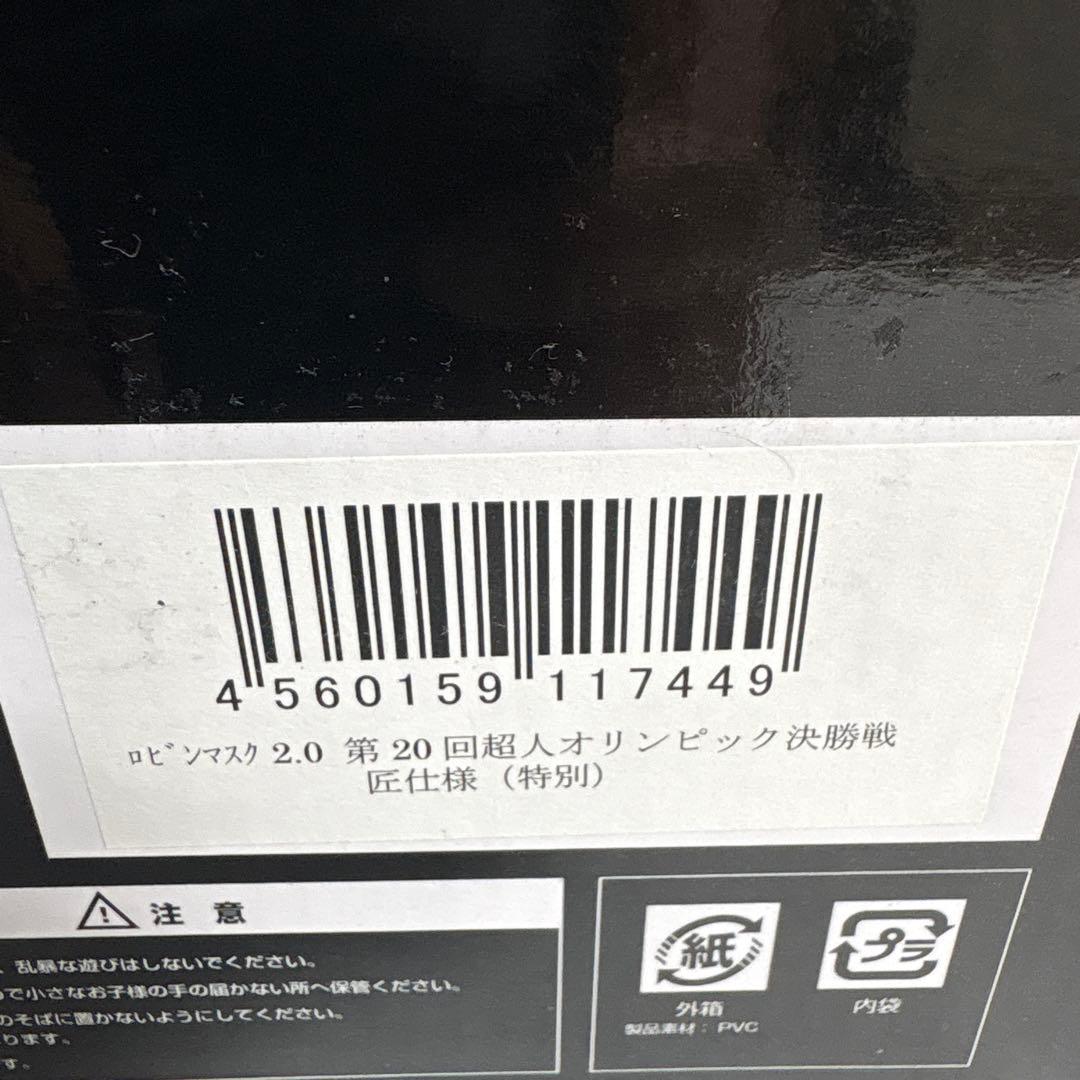 4 560159 117449
ﾛﾋﾞﾝﾏｽｸ 2.0 第 20 回超人オリンピック決勝戦
匠仕様（特別）
注 意
、乱暴な遊びはしないでください。
で小さなお子様の手の届かない所へ保管ください。
のそばに置かないようにしてください。
ります。
す。
紙
外箱
製品素材：PVC
プラ
内袋